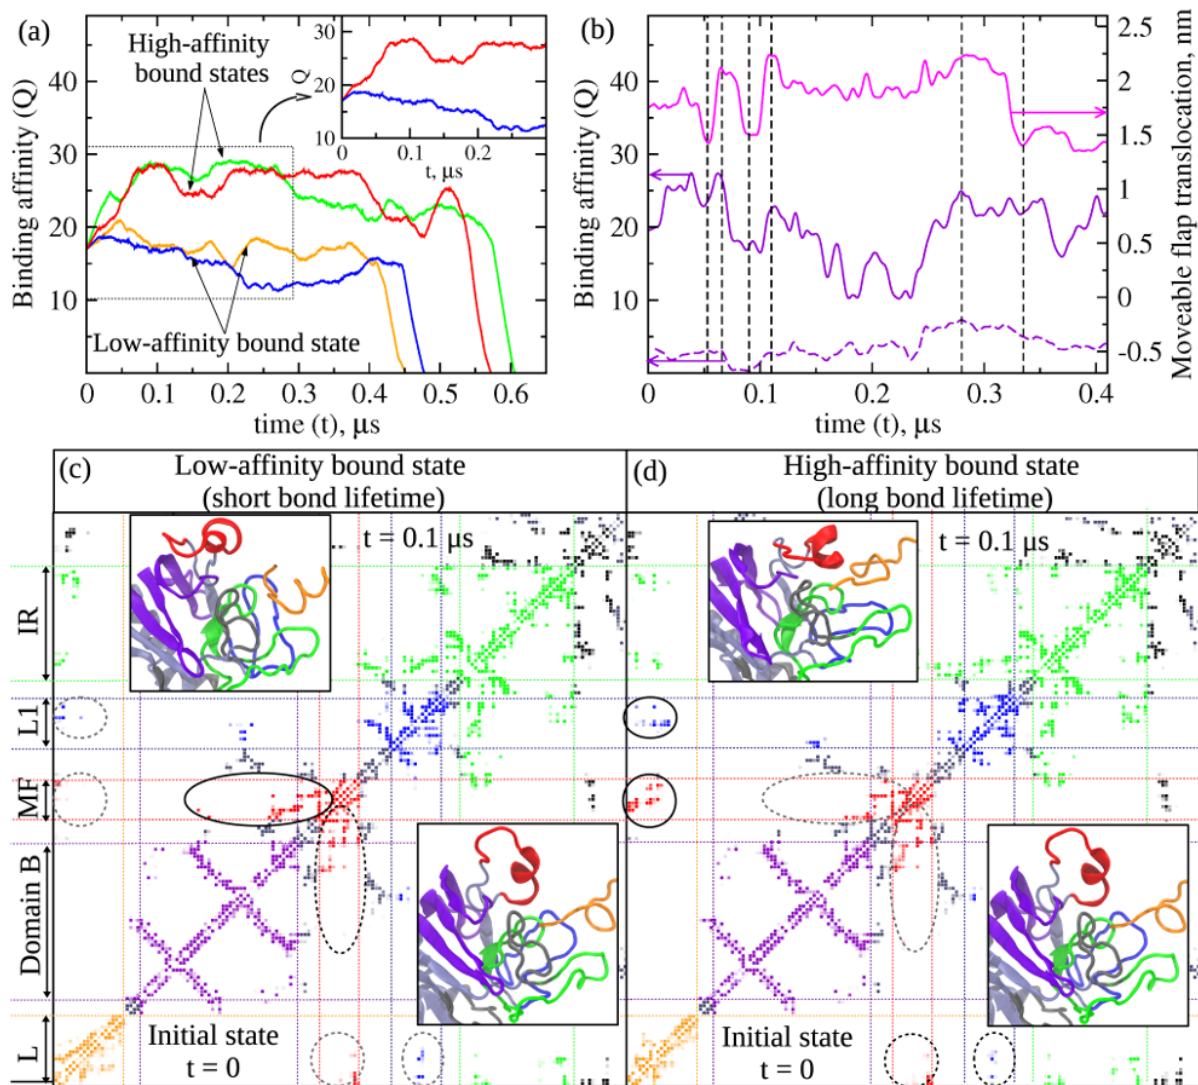 (a)
High-affinity
bound states
Low-affinity bound state
Binding affinity (Q)
40
30
20
10
0 0.1 0.2 0.3 0.4 0.5 0.6
time (t), μs
Q
30
20
10
0 0.1 0.2
t, μs
(b)
Binding affinity (Q)
40
30
20
10
0 0.1 0.2 0.3 0.4
time (t), μs
2.5
2
1.5
1
0.5
0
-0.5
Moveable flap translocation, nm
(c)
Low-affinity bound state
(short bond lifetime)
t = 0.1 μs
(d)
High-affinity bound state
(long bond lifetime)
t = 0.1 μs
IR
L1
MF
Domain B
L
Initial state
t = 0
Initial state
t = 0